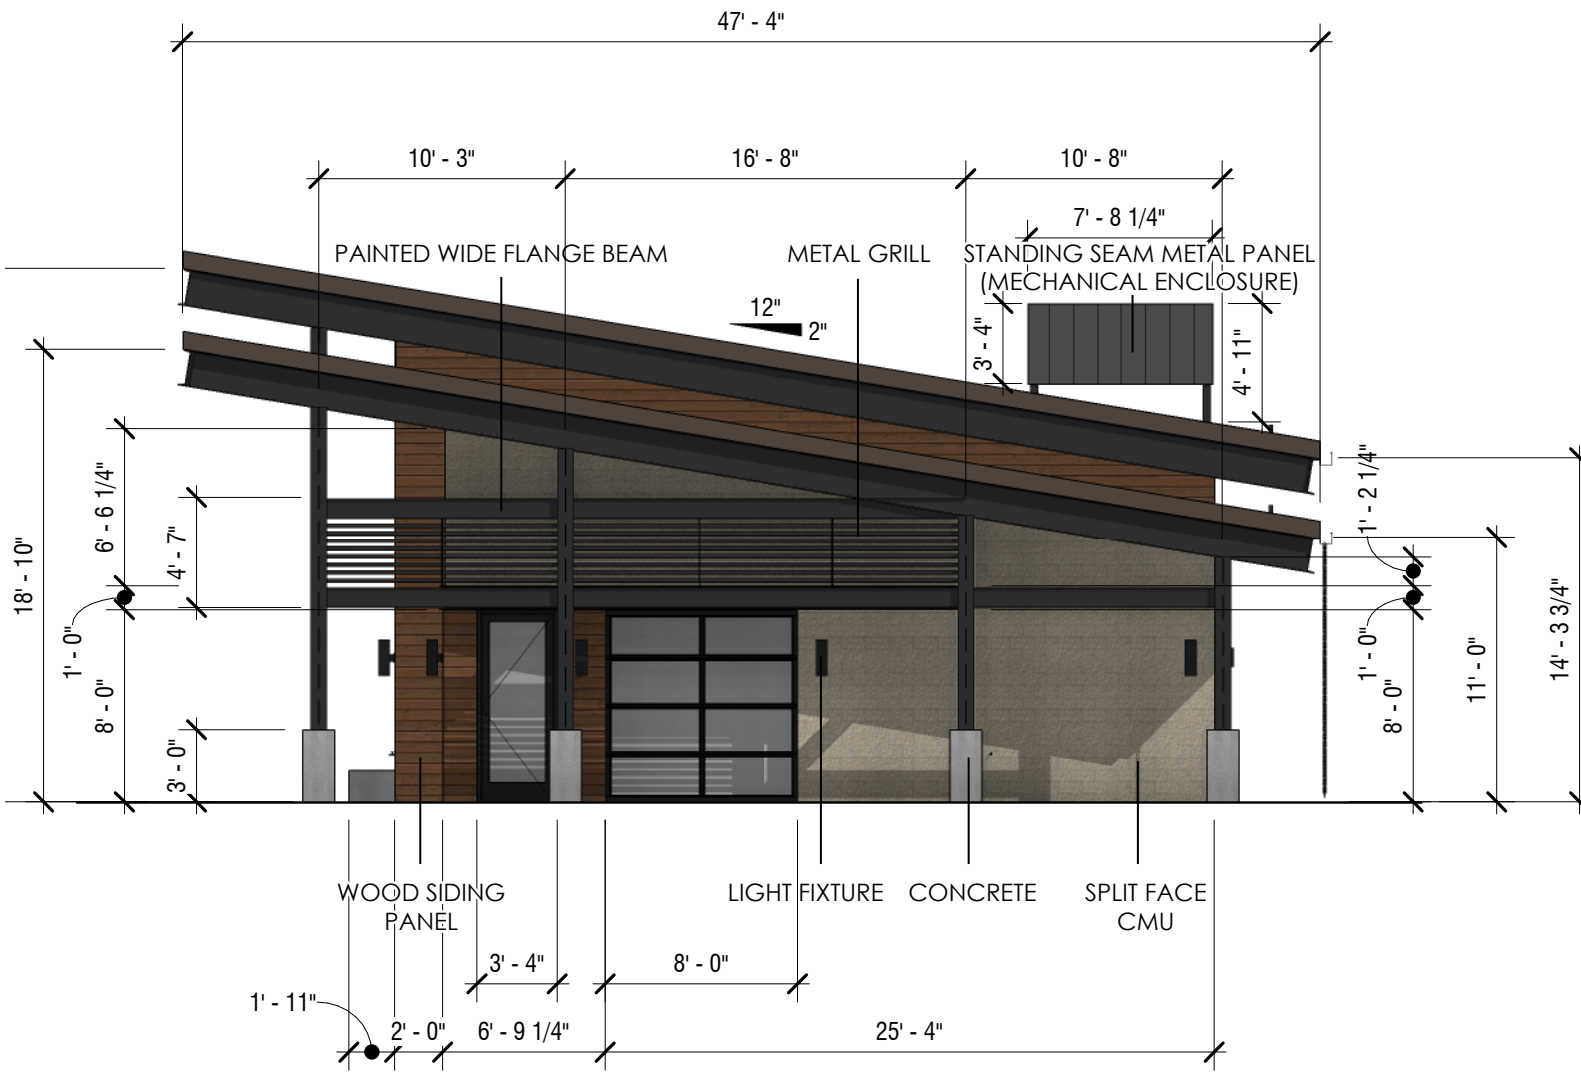 47' - 4"
10' - 3"
16' - 8"
10' - 8"
7' - 8 1/4"
PAINTED WIDE FLANGE BEAM
METAL GRILL
STANDING SEAM METAL PANEL
(MECHANICAL ENCLOSURE)
12"
2"
3' - 4"
4' - 11"
18' - 10"
6' - 6 1/4"
4' - 7"
1' - 0"
8' - 0"
3' - 0"
1' - 2 1/4"
1' - 0"
8' - 0"
11' - 0"
14' - 3 3/4"
WOOD SIDING
PANEL
LIGHT FIXTURE
CONCRETE
SPLIT FACE
CMU
3' - 4"
8' - 0"
1' - 11"
2' - 0"
6' - 9 1/4"
25' - 4"